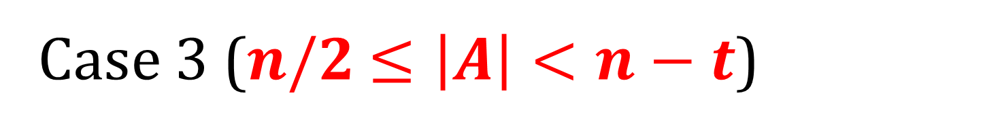 Case 3 (n/2 ≤ |A| < n − t)